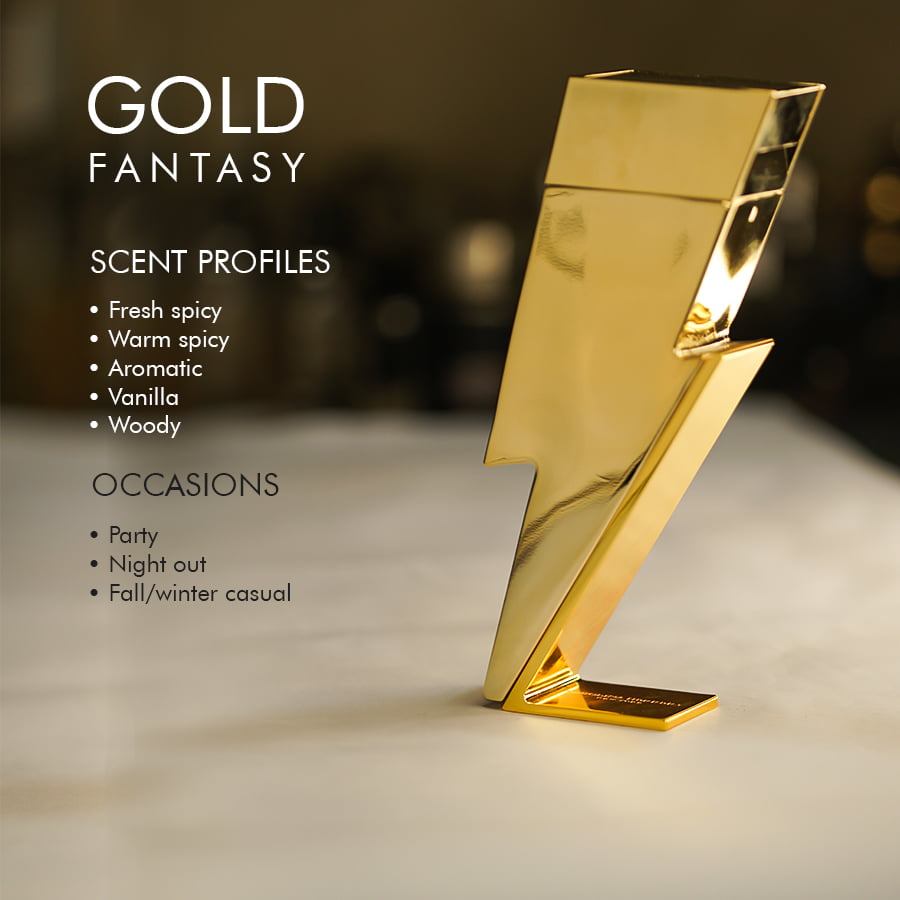 GOLD
FANTASY
SCENT PROFILES
• Fresh spicy
• Warm spicy
• Aromatic
• Vanilla
• Woody
OCCASIONS
• Party
• Night out
• Fall/winter casual